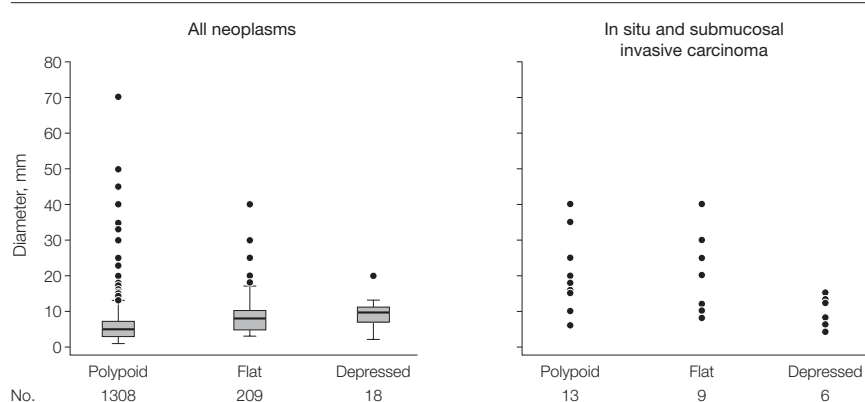 All neoplasms
In situ and submucosal
invasive carcinoma
Diameter, mm
80
70
60
50
40
30
20
10
0
Polypoid Flat Depressed
Polypoid Flat Depressed
No. 1308 209 18
13 9 6